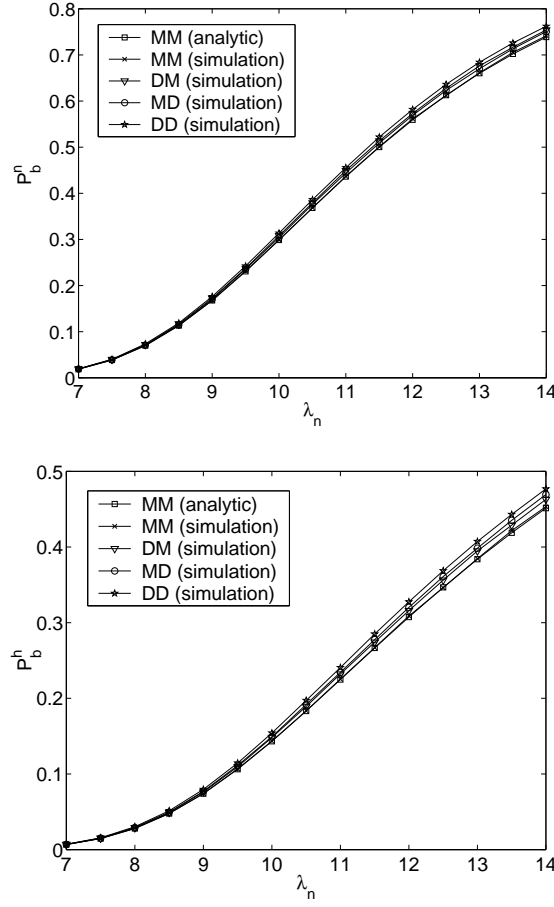 0.8
0.7
0.6
0.5
0.4
0.3
0.2
0.1
0
P_b^n
MM (analytic)
MM (simulation)
DM (simulation)
MD (simulation)
DD (simulation)
7 8 9 10 11 12 13 14
λ_n
0.5
0.4
0.3
0.2
0.1
0
P_b^h
MM (analytic)
MM (simulation)
DM (simulation)
MD (simulation)
DD (simulation)
7 8 9 10 11 12 13 14
λ_n